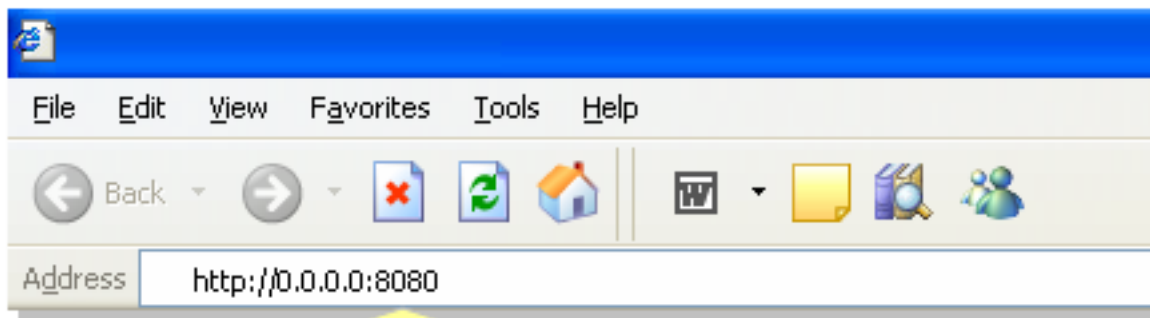 File Edit View Favorites Tools Help
Back W
Address http://0.0.0.0:8080